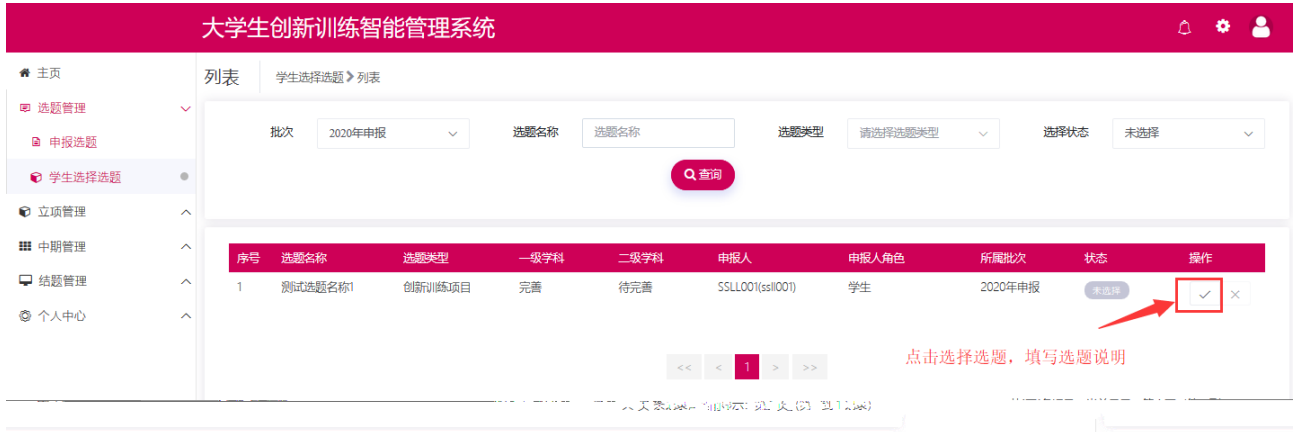 大学生创新训练智能管理系统
主页
列表 学生选择选题 列表
选题管理
批次 2020年申报 选题名称 选题名称 选题类型 请选择选题类型 选择状态 未选择
申报选题
学生选择选题
查询
立项管理
中期管理
序号 选题名称 选题类型 一级学科 二级学科 申报人 申报人角色 所属批次 状态 操作
结题管理
1 测试选题名称1 创新训练项目 完善 待完善 SSLL001(ssll001) 学生 2020年申报 未选择
个人中心
点击选择选题，填写选题说明
<< < 1 > >>